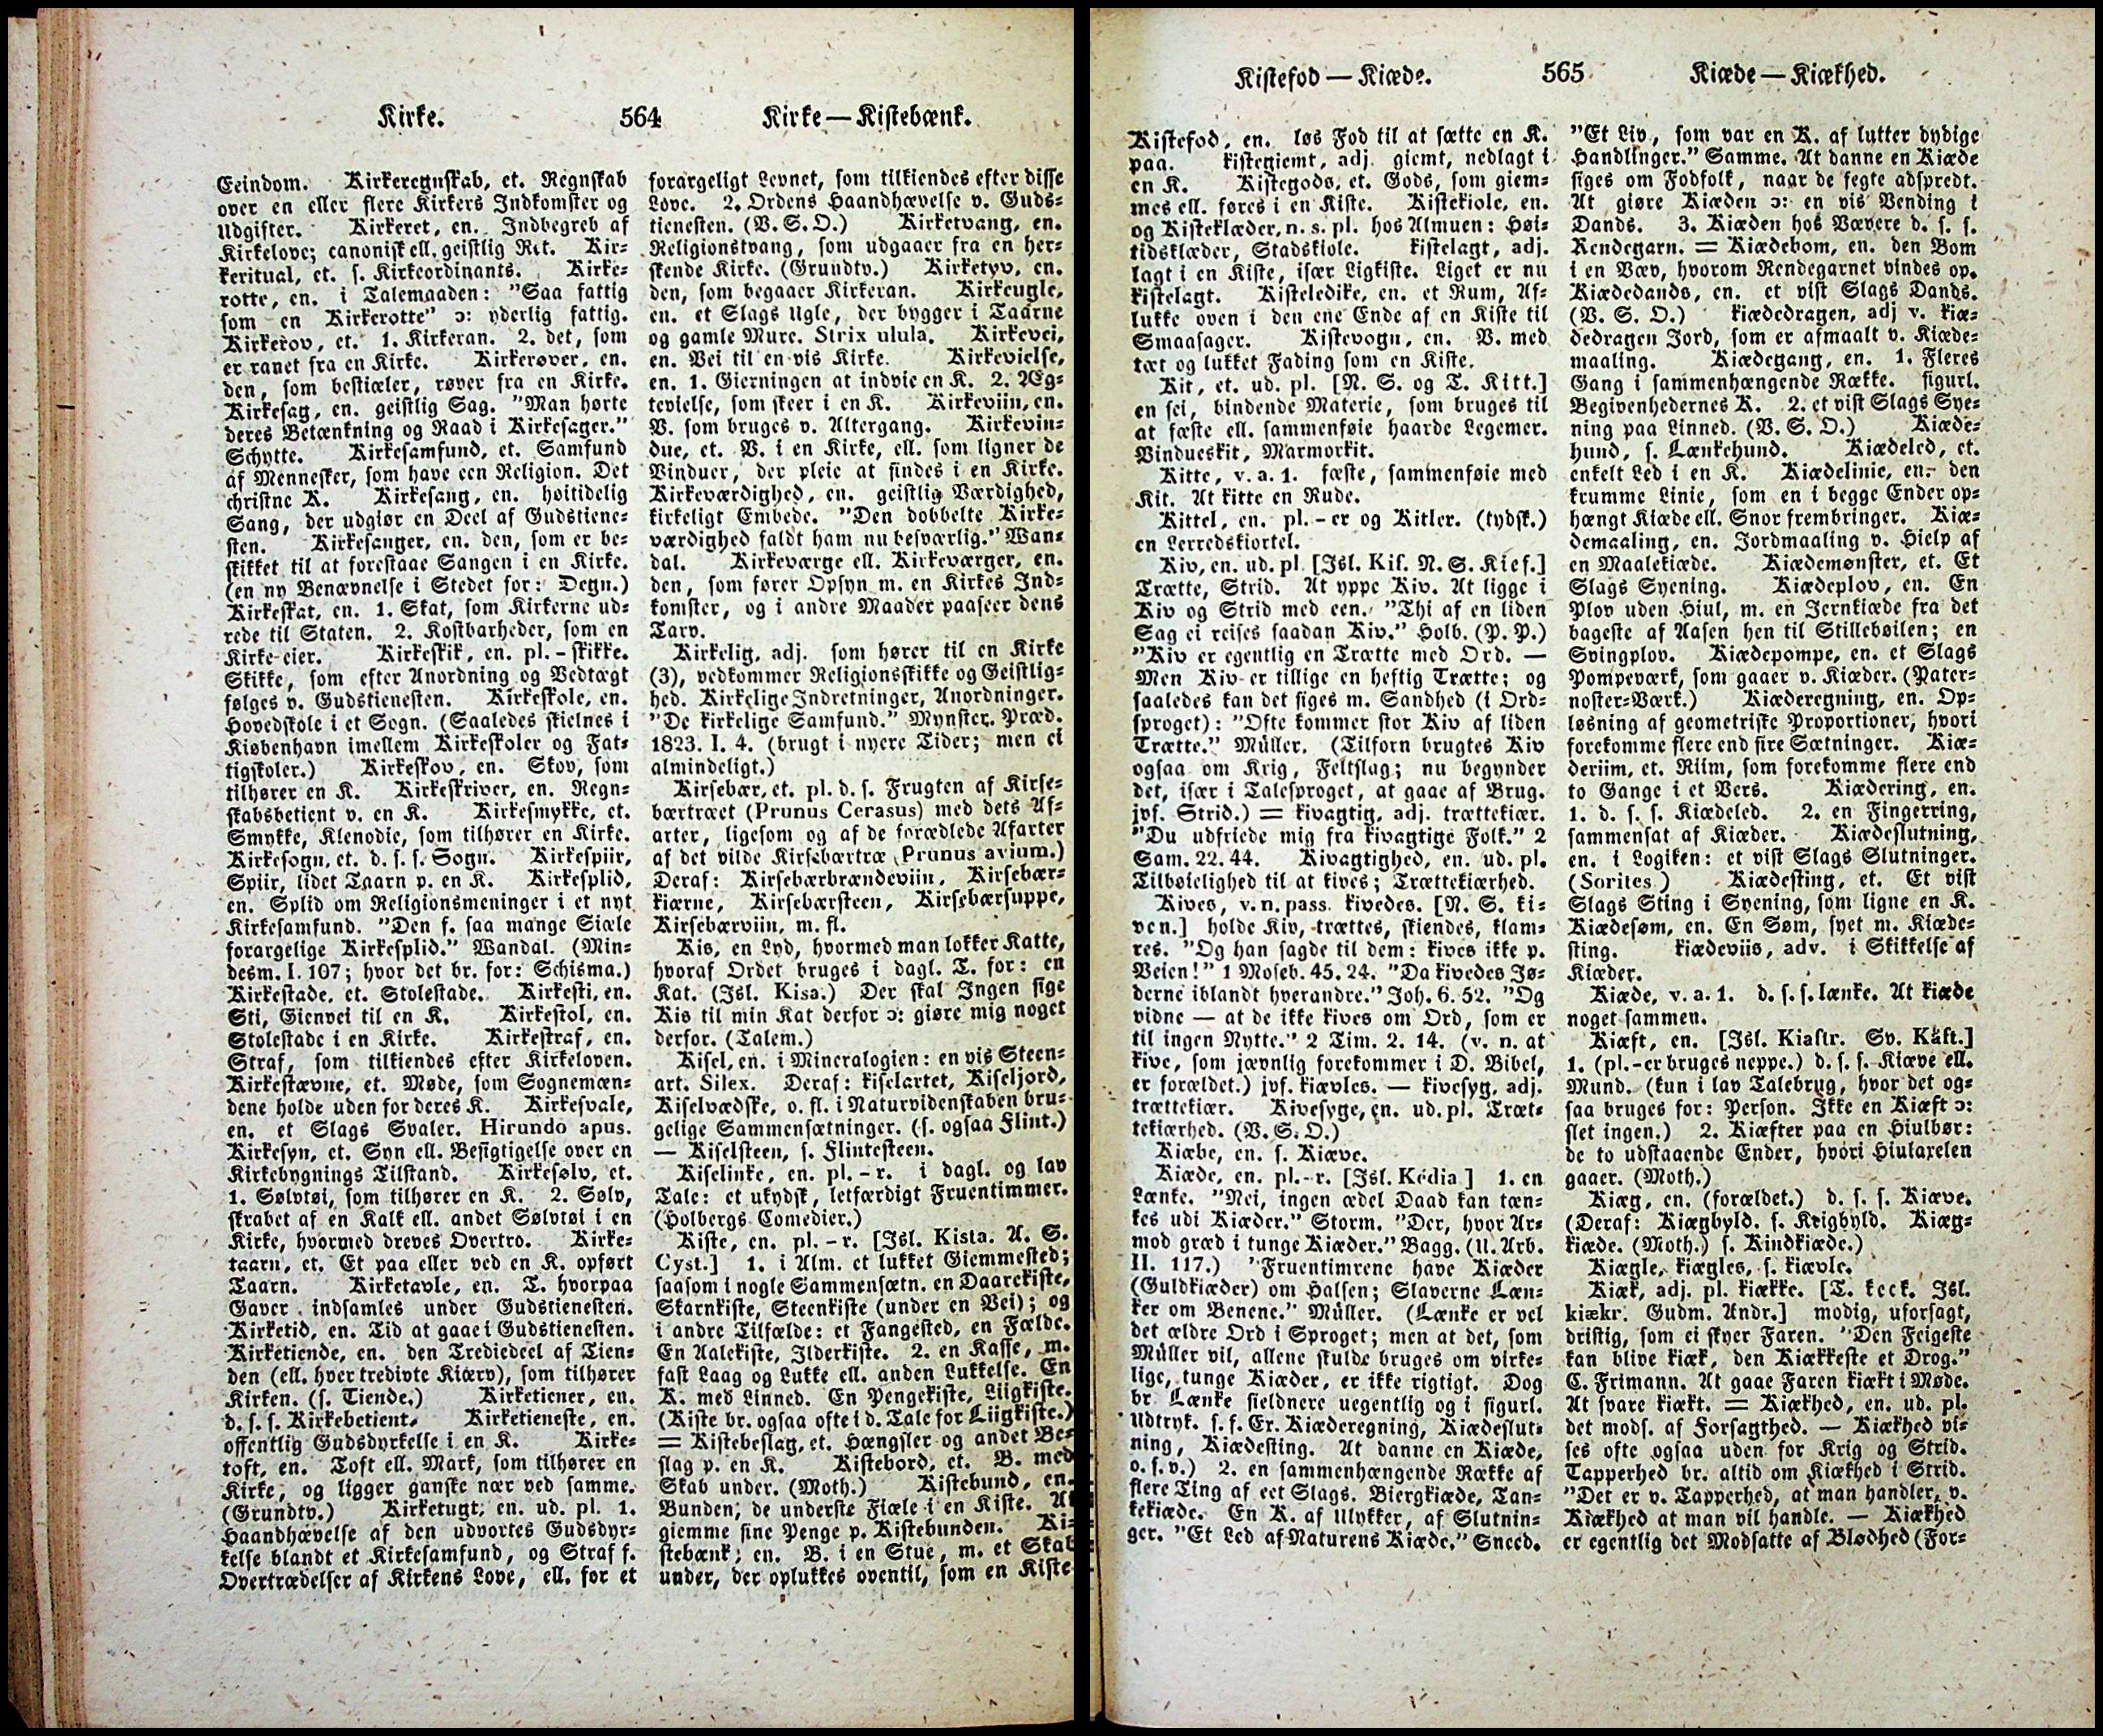 Kirke. 564 Kirke — Kistebænk.
Eeindom. Kirkeregnskab, et. Regnskab
over en eller flere Kirkers Indkomster og
Udgifter. Kirkeret, en. Indbegreb af
Kirkelove; canonisk ell. geistlig Ret. Kir-
keritual, et. s. Kirkeordinants. Kirke-
rotte, en. i Talemaaden: "Saa fattig
som en Kirkerotte" ɔ: yderlig fattig.
Kirkerov, et. 1. Kirkeran. 2. det, som
er ranet fra en Kirke. Kirkerøver, en.
den, som bestiæler, røver fra en Kirke.
Kirkesag, en. geistlig Sag. "Man hørte
deres Betænkning og Raad i Kirkesager."
Schytte. Kirkesamfund, et. Samfund
af Mennesker, som have een Religion. Det
christne K. Kirkesang, en. høitidelig
Sang, der udgiør en Deel af Gudstiene-
sten. Kirkesanger, en. den, som er be-
skikket til at forestaae Sangen i en Kirke.
(en ny Benævnelse i Stedet for: Degn.)
Kirkeskat, en. 1. Skat, som Kirkerne ud-
rede til Staten. 2. Kostbarheder, som en
Kirke eier. Kirkeskik, en. pl. - skikke.
Skikke, som efter Anordning og Vedtægt
følges v. Gudstienesten. Kirkeskole, en.
Hovedskole i et Sogn. (Saaledes skielnes i
Kiøbenhavn imellem Kirkeskoler og Fat-
tigskoler.) Kirkeskov, en. Skov, som
tilhører en K. Kirkeskriver, en. Regn-
skabsbetient v. en K. Kirkesmykke, et.
Smykke, Klenodie, som tilhører en Kirke.
Kirkesogn, et. d. s. s. Sogn. Kirkespiir,
Spiir, lidet Taarn p. en K. Kirkesplid,
en. Splid om Religionsmeninger i et nyt
Kirkesamfund. "Den f. saa mange Siæle
forargelige Kirkesplid." Wandal. (Min-
desm. I. 107; hvor det br. for: Schisma.)
Kirkestade, et. Stolestade. Kirkesti, en.
Sti, Gienvei til en K. Kirkestol, en.
Stolestade i en Kirke. Kirkestraf, en.
Straf, som tilkiendes efter Kirkeloven.
Kirkestævne, et. Møde, som Sognemæn-
dene holde uden for deres K. Kirkesvale,
en. et Slags Svaler. Hirundo apus.
Kirkesyn, et. Syn ell. Besigtigelse over en
Kirkebygnings Tilstand. Kirkesølv, et.
1. Sølvtøi, som tilhører en K. 2. Sølv,
skrabet af en Kalk ell. andet Sølvtøi i en
Kirke, hvormed dreves Overtro. Kirke-
taarn, et. Et paa eller ved en K. opført
Taarn. Kirketavle, en. T. hvorpaa
Gaver indsamles under Gudstienesten.
Kirketid, en. Tid at gaae i Gudstienesten.
Kirketiende, en. den Trediedeel af Tien-
den (ell. hver tredivte Kiærv), som tilhører
Kirken. (s. Tiende.) Kirketiener, en.
d. s. s. Kirkebetient. Kirketieneste, en.
offentlig Gudsdyrkelse i en K. Kirke-
toft, en. Toft ell. Mark, som tilhører en
Kirke, og ligger ganske nær ved samme.
(Grundtv.) Kirketugt, en. ud. pl. 1.
Haandhævelse af den udvortes Gudsdyr-
kelse blandt et Kirkesamfund, og Straf f.
Overtrædelser af Kirkens Love, ell. for et
forargeligt Levnet, som tilkiendes efter disse
Love. 2. Ordens Haandhævelse v. Guds-
tienesten. (V. S. O.) Kirketvang, en.
Religionstvang, som udgaaer fra en her-
skende Kirke. (Grundtv.) Kirketyv, en.
den, som begaaer Kirkeran. Kirkeugle,
en. et Slags Ugle, der bygger i Taarne
og gamle Mure. Strix ulula. Kirkevei,
en. Vei til en vis Kirke. Kirkevielse,
en. 1. Gierningen at indvie en K. 2. Æg-
tevielse, som skeer i en K. Kirkeviin, en.
V. som bruges v. Altergang. Kirkevin-
due, et. V. i en Kirke, ell. som ligner de
Vinduer, der pleie at findes i en Kirke.
Kirkeværdighed, en. geistlig Værdighed,
kirkeligt Embede. "Den dobbelte Kirke-
værdighed faldt ham nu besværlig." Wan-
dal. Kirkeværge ell. Kirkeværger, en.
den, som fører Opsyn m. en Kirkes Ind-
komster, og i andre Maader paaseer dens
Tarv.
Kirkelig, adj. som hører til en Kirke
(3), vedkommer Religionsskikke og Geistlig-
hed. Kirkelige Indretninger, Anordninger.
"De kirkelige Samfund." Mynster. Præd.
1823. I. 4. (brugt i nyere Tider; men ei
almindeligt.)
Kirsebær, et. pl. d. s. Frugten af Kirse-
bærtræet (Prunus Cerasus) med dets Af-
arter, ligesom og af de forædlede Afarter
af det vilde Kirsebærtræ (Prunus avium.)
Deraf: Kirsebærbrændeviin, Kirsebær-
kiærne, Kirsebærsteen, Kirsebærsuppe,
Kirsebærviin, m. fl.
Kis, en Lyd, hvormed man lokker Katte,
hvoraf Ordet bruges i dagl. T. for: en
Kat. (Isl. Kisa.) Der skal Ingen sige
Kis til min Kat derfor ɔ: giøre mig noget
derfor. (Talem.)
Kisel, en. i Mineralogien: en vis Steen-
art. Silex. Deraf: kiselartet, Kiseljord,
Kiselvædske, o. fl. i Naturvidenskaben bru-
gelige Sammensætninger. (s. ogsaa Flint.)
— Kiselsteen, s. Flintesteen.
Kiselinke, en. pl. - r. i dagl. og lav
Tale: et ukydsk, letfærdigt Fruentimmer.
(Holbergs Comedier.)
Kiste, en. pl. - r. [Isl. Kista. A. S.
Cyst.] 1. i Alm. et lukket Giemmested;
saasom i nogle Sammensætn. en Daarekiste,
Skarnkiste, Steenkiste (under en Vei); og
i andre Tilfælde: et Fangested, en Fælde.
En Aalekiste, Ilderkiste. 2. en Kasse, m.
fast Laag og Lukke ell. anden Lukkelse. En
K. med Linned. En Pengekiste, Liigkiste.
(Kiste br. ogsaa ofte i d. Tale for Liigkiste.)
= Kistebeslag, et. Hængsler og andet Be-
slag p. en K. Kistebord, et. B. med
Skab under. (Moth.) Kistebund, en.
Bunden, de underste Fiæle i en Kiste. At
giemme sine Penge p. Kistebunden. Ki-
stebænk, en. B. i en Stue, m. et Skab
under, der oplukkes oventil, som en Kiste
Kistefod — Kiæde. 565 Kiæde — Kiækhed.
Kistefod, en. løs Fod til at sætte en K.
paa. kistegiemt, adj. giemt, nedlagt i
en K. Kistegods, et. Gods, som giem-
mes ell. føres i en Kiste. Kistekiole, en.
og Kisteklæder, n. s. pl. hos Almuen: Høi-
tidsklæder, Stadskiole. kistelagt, adj.
lagt i en Kiste, især Ligkiste. Liget er nu
kistelagt. Kisteledike, en. et Rum, Af-
lukke oven i den ene Ende af en Kiste til
Smaasager. Kistevogn, en. V. med
tæt og lukket Fading som en Kiste.
Kit, et. ud. pl. [N. S. og T. Kitt.]
en sei, bindende Materie, som bruges til
at fæste ell. sammenføie haarde Legemer.
Vindueskit, Marmorkit.
Kitte, v. a. 1. fæste, sammenføie med
Kit. At kitte en Rude.
Kittel, en. pl. - er og Kitler. (tydsk.)
en Lerredskiortel.
Kiv, en. ud. pl. [Isl. Kif. N. S. Kief.]
Trætte, Strid. At yppe Kiv. At ligge i
Kiv og Strid med een. "Thi af en liden
Sag ei reises saadan Kiv." Holb. (P. P.)
"Kiv er egentlig en Trætte med Ord. —
Men Kiv er tillige en heftig Trætte; og
saaledes kan det siges m. Sandhed (i Ord-
sproget): "Ofte kommer stor Kiv af liden
Trætte." Müller. (Tilforn brugtes Kiv
ogsaa om Krig, Feltslag; nu begynder
det, især i Talesproget, at gaae af Brug.
jvf. Strid.) = kivagtig, adj. trættekiær.
"Du udfriede mig fra kivagtige Folk." 2
Sam. 22. 44. Kivagtighed, en. ud. pl.
Tilbøielighed til at kives; Trættekiærhed.
Kives, v. n. pass. kivedes. [N. S. ki-
ven.] holde Kiv, trættes, skiendes, klam-
res. "Og han sagde til dem: kives ikke p.
Veien!" 1 Moseb. 45. 24. "Da kivedes Jø-
derne iblandt hverandre." Joh. 6. 52. "Og
vidne — at de ikke kives om Ord, som er
til ingen Nytte." 2 Tim. 2. 14. (v. n. at
kive, som jævnlig forekommer i D. Bibel,
er forældet.) jvf. kiævles. — kivesyg, adj.
trættekiær. Kivesyge, en. ud. pl. Træt-
tekiærhed. (V. S. O.)
Kiæbe, en. s. Kiæve.
Kiæde, en. pl. - r. [Isl. Kedia] 1. en
Lænke. "Nei, ingen ædel Daad kan tæn-
kes udi Kiæder." Storm. "Der, hvor Ar-
mod græd i tunge Kiæder." Bagg. (U. Arb.
II. 117.) "Fruentimrene have Kiæder
(Guldkiæder) om Halsen; Slaverne Læn-
ker om Benene." Müller. (Lænke er vel
det ældre Ord i Sproget; men at det, som
Müller vil, allene skulde bruges om virke-
lige, tunge Kiæder, er ikke rigtigt. Dog
br. Lænke sieldnere uegentlig og i figurl.
Udtryk. s. f. Ex. Kiæderegning, Kiædeslut-
ning, Kiædesting. At danne en Kiæde,
o. s. v.) 2. en sammenhængende Række af
flere Ting af eet Slags. Biergkiæde, Tan-
kekiæde. En K. af Ulykker, af Slutnin-
ger. "Et Led af Naturens Kiæde." Sneed.
"Et Liv, som var en K. af lutter dydige
Handlinger." Samme. At danne en Kiæde
siges om Fodfolk, naar de fegte adspredt.
At giøre Kiæden ɔ: en vis Vending i
Dands. 3. Kiæden hos Vævere d. s. s.
Rendegarn. = Kiædebom, en. den Bom
i en Væv, hvorom Rendegarnet vindes op.
Kiædedands, en. et vist Slags Dands.
(V. S. O.) kiædedragen, adj v. kiæ-
dedragen Jord, som er afmaalt v. Kiæde-
maaling. Kiædegang, en. 1. Fleres
Gang i sammenhængende Række. figurl.
Begivenhedernes K. 2. et vist Slags Sye-
ning paa Linned. (V. S. O.) Kiæde-
hund, s. Lænkehund. Kiædeled, et.
enkelt Led i en K. Kiædelinie, en. den
krumme Linie, som en i begge Ender op-
hængt Kiæde ell. Snor frembringer. Kiæ-
demaaling, en. Jordmaaling v. Hielp af
en Maalekiæde. Kiædemønster, et. Et
Slags Syening. Kiædeplov, en. En
Plov uden Hiul, m. en Jernkiæde fra det
bageste af Aasen hen til Stillebøilen; en
Svingplov. Kiædepompe, en. et Slags
Pompeværk, som gaaer v. Kiæder. (Pater-
noster-Værk.) Kiæderegning, en. Op-
løsning af geometriske Proportioner, hvori
forekomme flere end fire Sætninger. Kiæ-
deriim, et. Riim, som forekomme flere end
to Gange i et Vers. Kiædering, en.
1. d. s. s. Kiædeled. 2. en Fingerring,
sammensat af Kiæder. Kiædeslutning,
en. i Logiken: et vist Slags Slutninger.
(Sorites.) Kiædesting, et. Et vist
Slags Sting i Syening, som ligne en K.
Kiædesøm, en. En Søm, syet m. Kiæde-
sting. kiædeviis, adv. i Skikkelse af
Kiæder.
Kiæde, v. a. 1. d. s. s. lænke. At kiæde
noget sammen.
Kiæft, en. [Isl. Kiaftr. Sv. Käft.]
1. (pl. -er bruges neppe.) d. s. s. Kiæve ell.
Mund. (kun i lav Talebrug, hvor det og-
saa bruges for: Person. Ikke en Kiæft ɔ:
slet ingen.) 2. Kiæfter paa en Hiulbør:
de to udstaaende Ender, hvori Hiulaxelen
gaaer. (Moth.)
Kiæg, en. (forældet.) d. s. s. Kiæve.
(Deraf: Kiægbyld. s. Krigbyld. Kiæg-
kiæde. (Moth.) s. Kindkiæde.)
Kiægle, kiægles, s. kiævle.
Kiæk, adj. pl. kiække. [T. keck. Isl.
kiækr. Gudm. Andr.] modig, uforsagt,
dristig, som ei skyer Faren. "Den Feigeste
kan blive kiæk, den Kiækkeste et Drog."
C. Frimann. At gaae Faren kiækt i Møde.
At svare kiækt. = Kiækhed, en. ud. pl.
det mods. af Forsagthed. — Kiækhed vi-
ses ofte ogsaa uden for Krig og Strid.
Tapperhed br. altid om Kiækhed i Strid.
"Det er v. Tapperhed, at man handler, v.
Kiækhed at man vil handle. — Kiækhed
er egentlig det Modsatte af Blødhed (For-